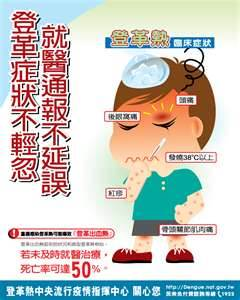 登革熱 臨床症狀
就醫通報不延誤
登革症狀不輕忽
頭痛
後眼窩痛
發燒38℃以上
紅疹
骨頭關節肌肉痛
若未及時就醫治療,
死亡率可達50%。
登革熱中央流行疫情指揮中心 關心您